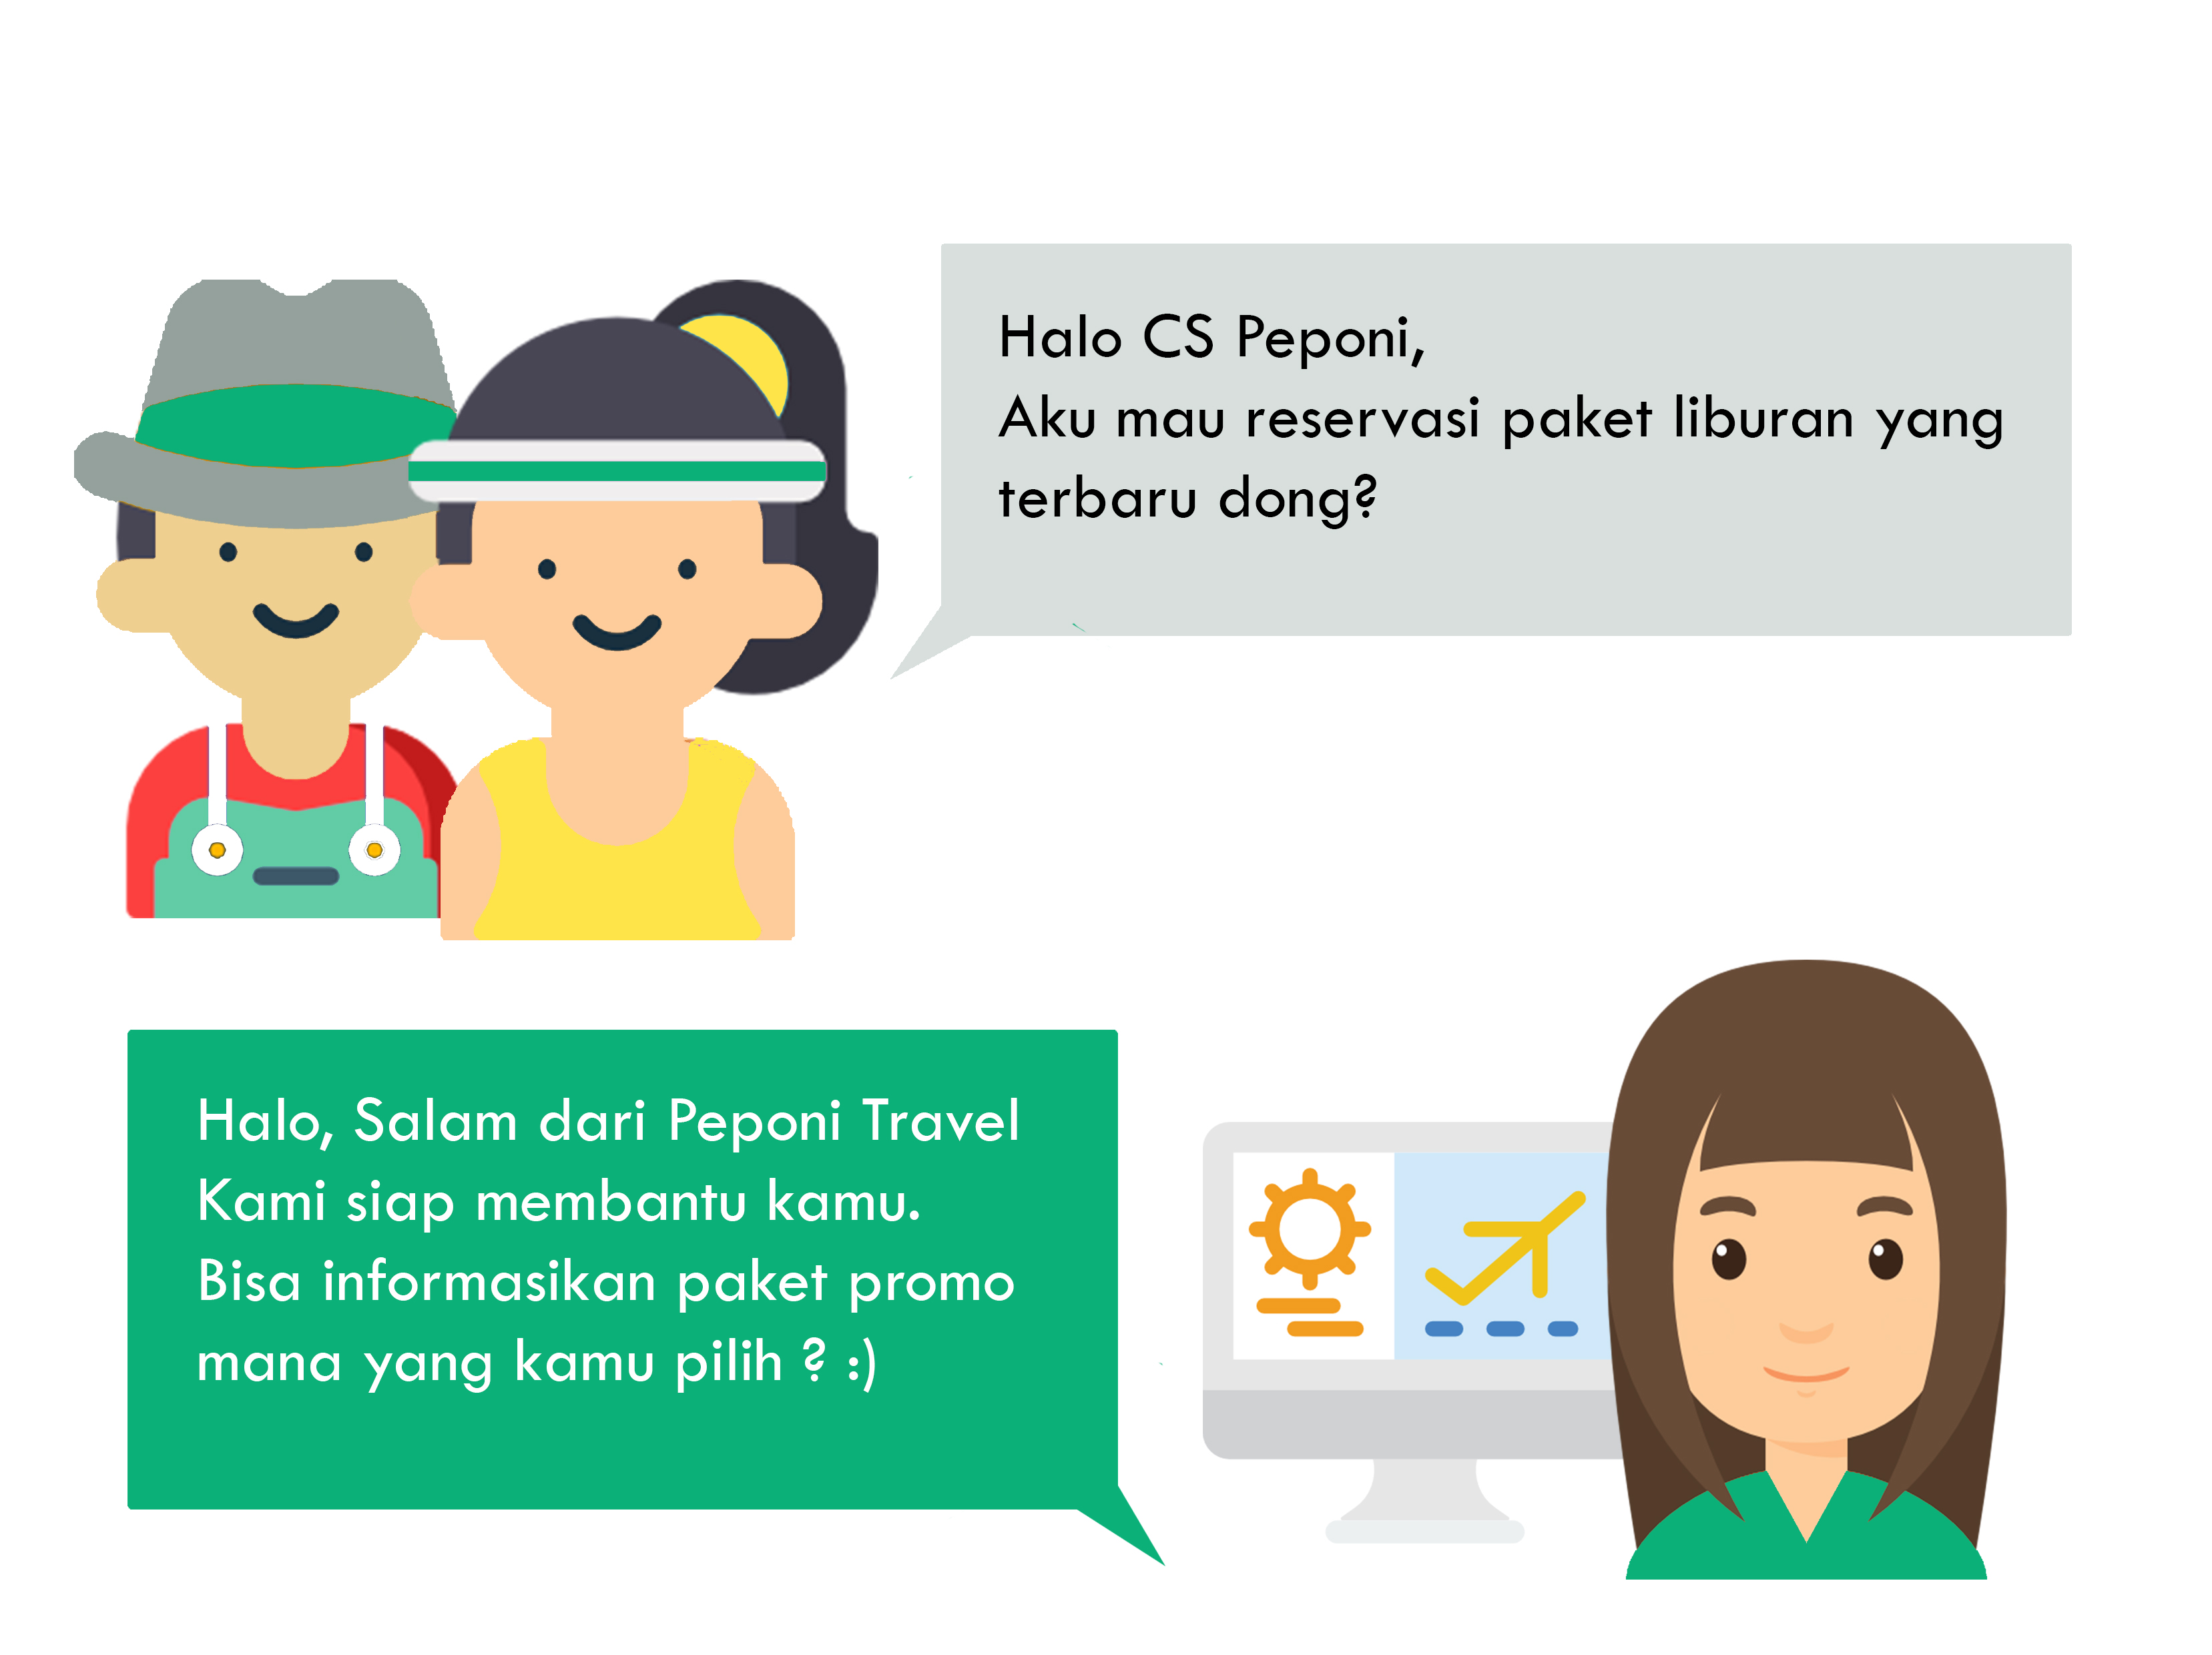 Halo CS Peponi,
Aku mau reservasi paket liburan yang
terbaru dong?
Halo, Salam dari Peponi Travel
Kami siap membantu kamu.
Bisa informasikan paket promo
mana yang kamu pilih ? :)